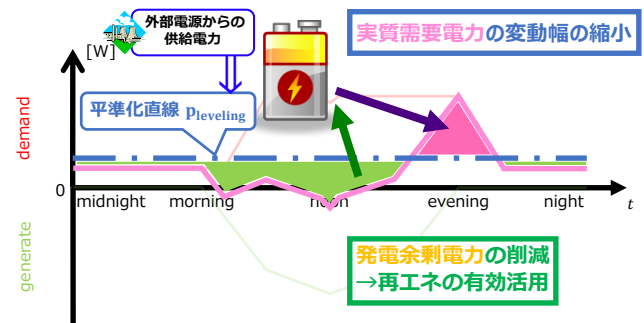 外部電源からの
供給電力
[W]
実質需要電力の変動幅の縮小
平準化直線 pleveling
demand
0
midnight morning noon evening night t
generate
発電余剰電力の削減
→再エネの有効活用